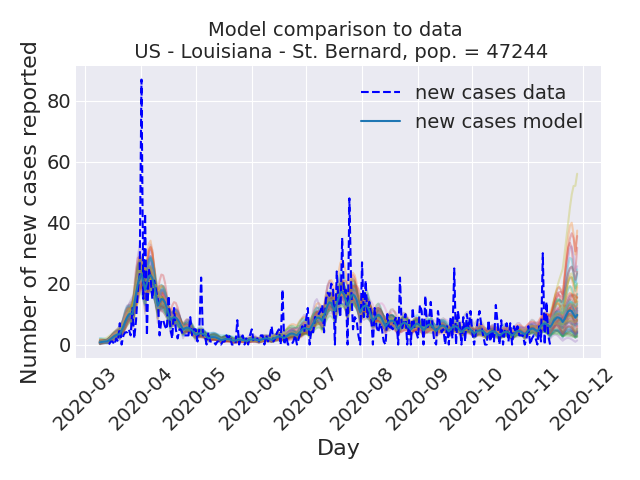 Model comparison to data
US - Louisiana - St. Bernard, pop. = 47244
Number of new cases reported
80
60
40
20
0
new cases data
new cases model
2020-03
2020-04
2020-05
2020-06
2020-07
2020-08
2020-09
2020-10
2020-11
2020-12
Day